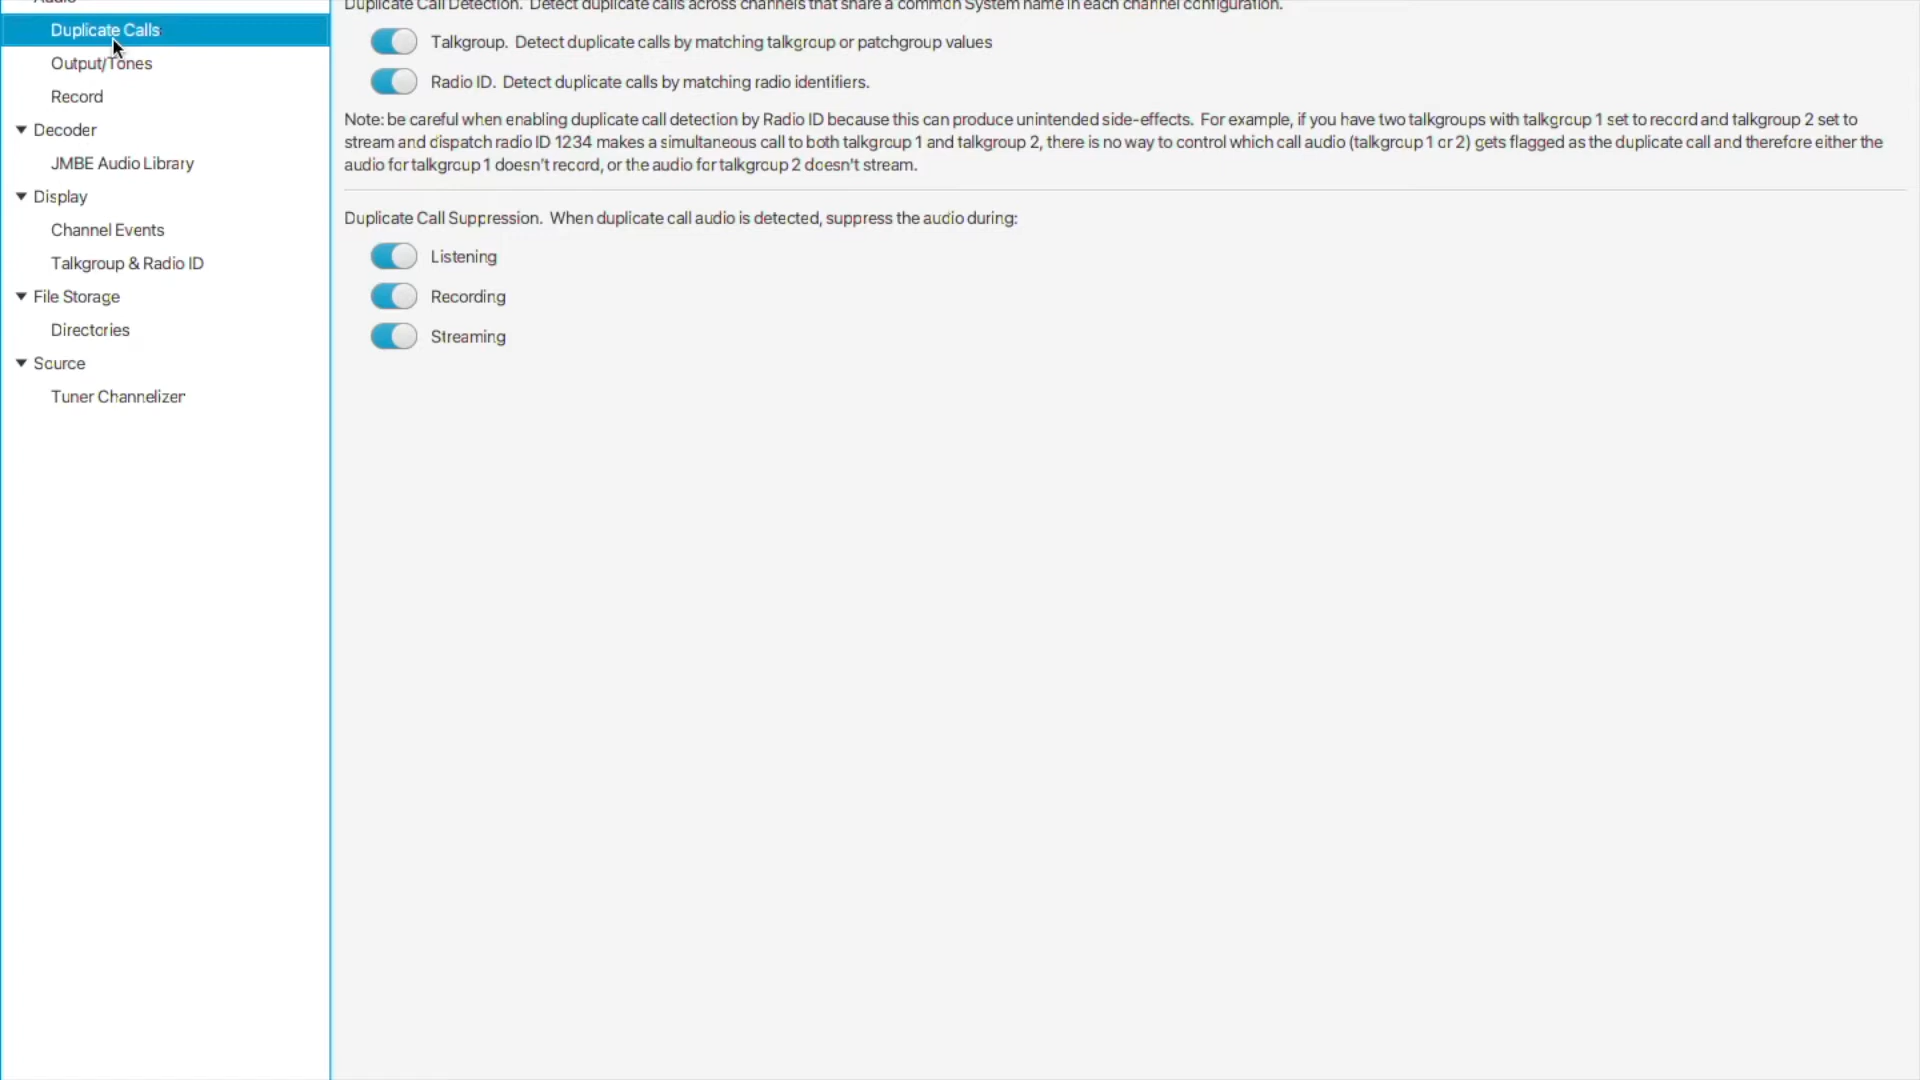 Audio
Duplicate Calls
Output/Tones
Record
Decoder
JMBE Audio Library
Display
Channel Events
Talkgroup & Radio ID
File Storage
Directories
Source
Tuner Channelizer
Duplicate Call Detection. Detect duplicate calls across channels that share a common System name in each channel configuration.
Talkgroup. Detect duplicate calls by matching talkgroup or patchgroup values
Radio ID. Detect duplicate calls by matching radio identifiers.
Note: be careful when enabling duplicate call detection by Radio ID because this can produce unintended side-effects. For example, if you have two talkgroups with talkgroup 1 set to record and talkgroup 2 set to
stream and dispatch radio ID 1234 makes a simultaneous call to both talkgroup 1 and talkgroup 2, there is no way to control which call audio (talkgroup 1 or 2) gets flagged as the duplicate call and therefore either the
audio for talkgroup 1 doesn't record, or the audio for talkgroup 2 doesn't stream.
Duplicate Call Suppression. When duplicate call audio is detected, suppress the audio during:
Listening
Recording
Streaming